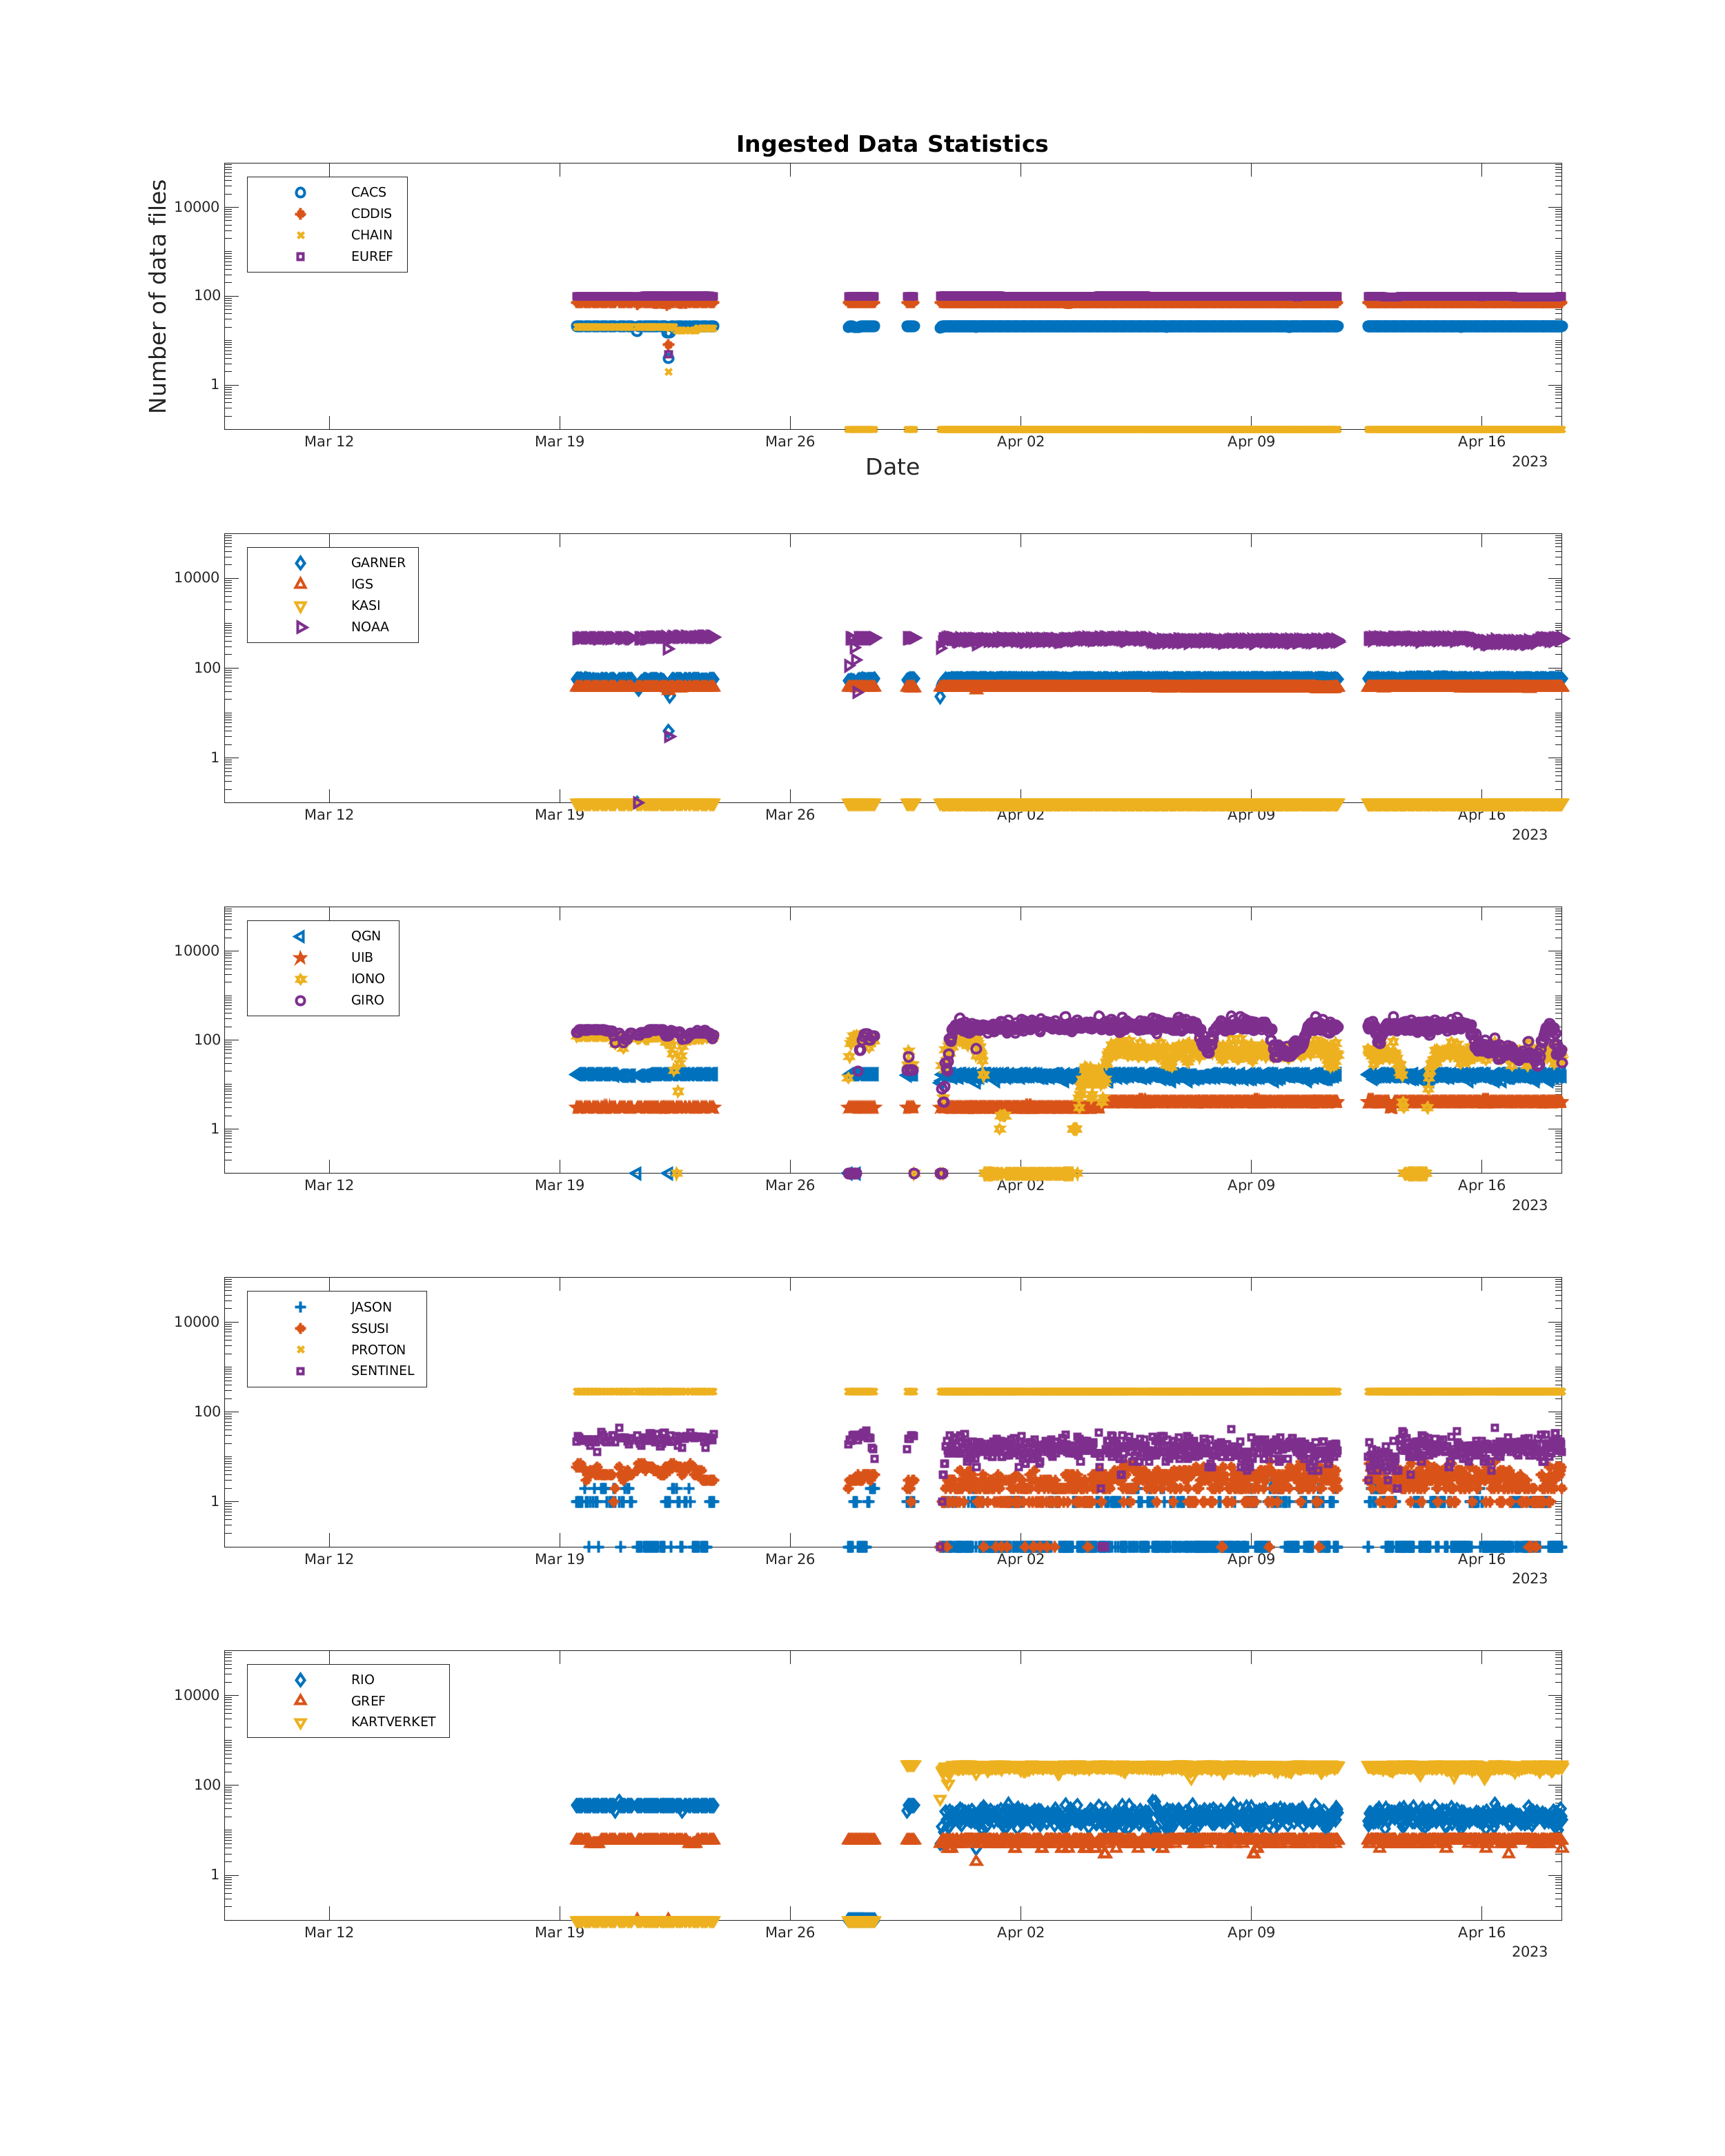 Ingested Data Statistics
Number of data files
10000
100
1
CACS
CDDIS
CHAIN
EUREF
Mar 12 Mar 19 Mar 26 Apr 02 Apr 09 Apr 16
2023
Date
10000
100
1
GARNER
IGS
KASI
NOAA
Mar 12 Mar 19 Mar 26 Apr 02 Apr 09 Apr 16
2023
10000
100
1
QGN
UIB
IONO
GIRO
Mar 12 Mar 19 Mar 26 Apr 02 Apr 09 Apr 16
2023
10000
100
1
JASON
SSUSI
PROTON
SENTINEL
Mar 12 Mar 19 Mar 26 Apr 02 Apr 09 Apr 16
2023
10000
100
1
RIO
GREF
KARTVERKET
Mar 12 Mar 19 Mar 26 Apr 02 Apr 09 Apr 16
2023